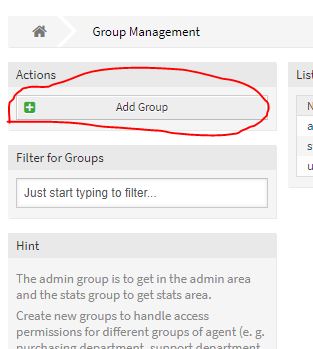 Group Management
Actions
List
Add Group
N
a
s
u
Filter for Groups
Just start typing to filter...
Hint
The admin group is to get in the admin area
and the stats group to get stats area.
Create new groups to handle access
permissions for different groups of agent (e. g.
purchasing department, support department,